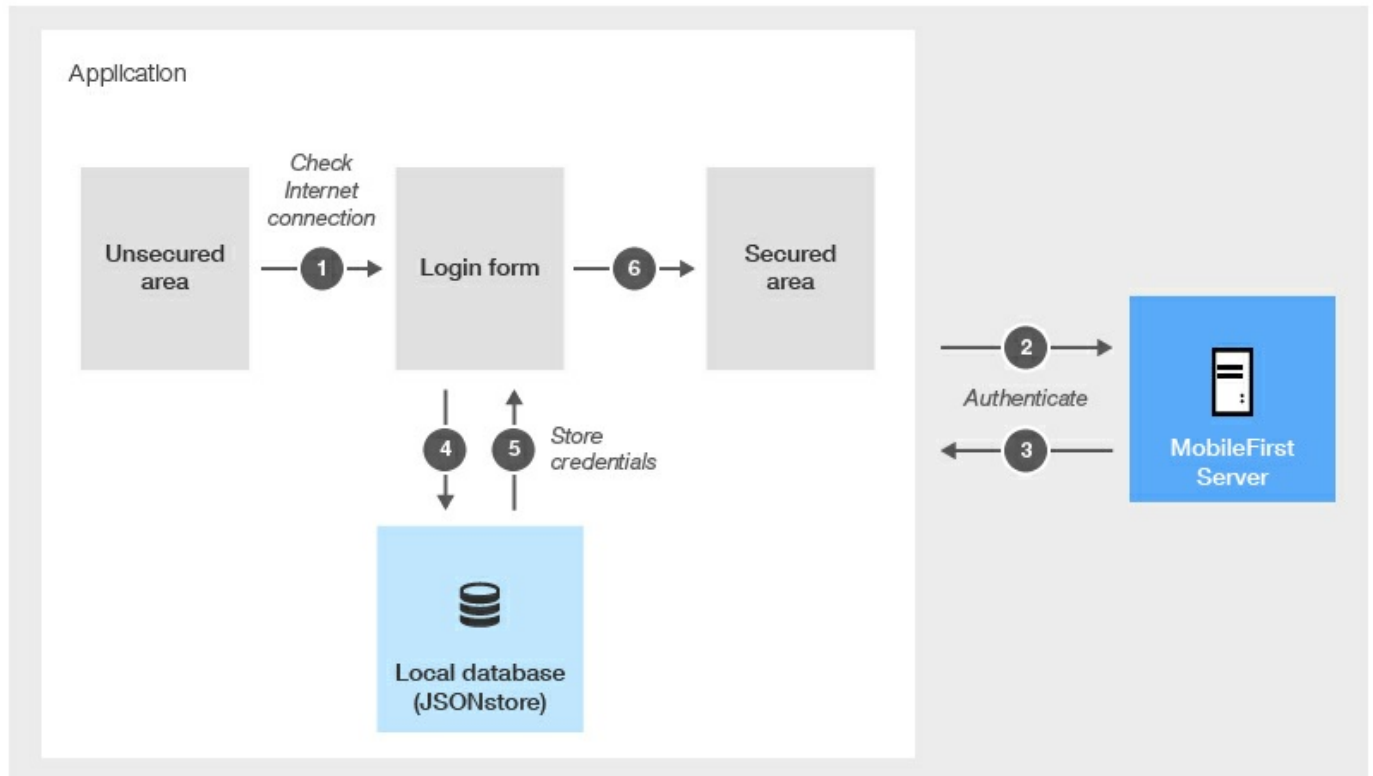 Application
Check
Internet
connection
Unsecured
area
1
Login form
6
Secured
area
2
Authenticate
3
MobileFirst
Server
4
5
Store
credentials
Local database
(JSONstore)